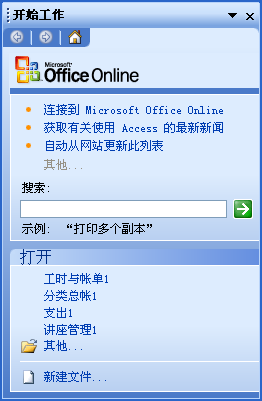 开始工作
Microsoft
Office Online
连接到 Microsoft Office Online
获取有关使用 Access 的最新新闻
自动从网站更新此列表
其他...
搜索:
示例: “打印多个副本”
打开
工时与帐单1
分类总帐1
支出1
讲座管理1
其他...
新建文件...